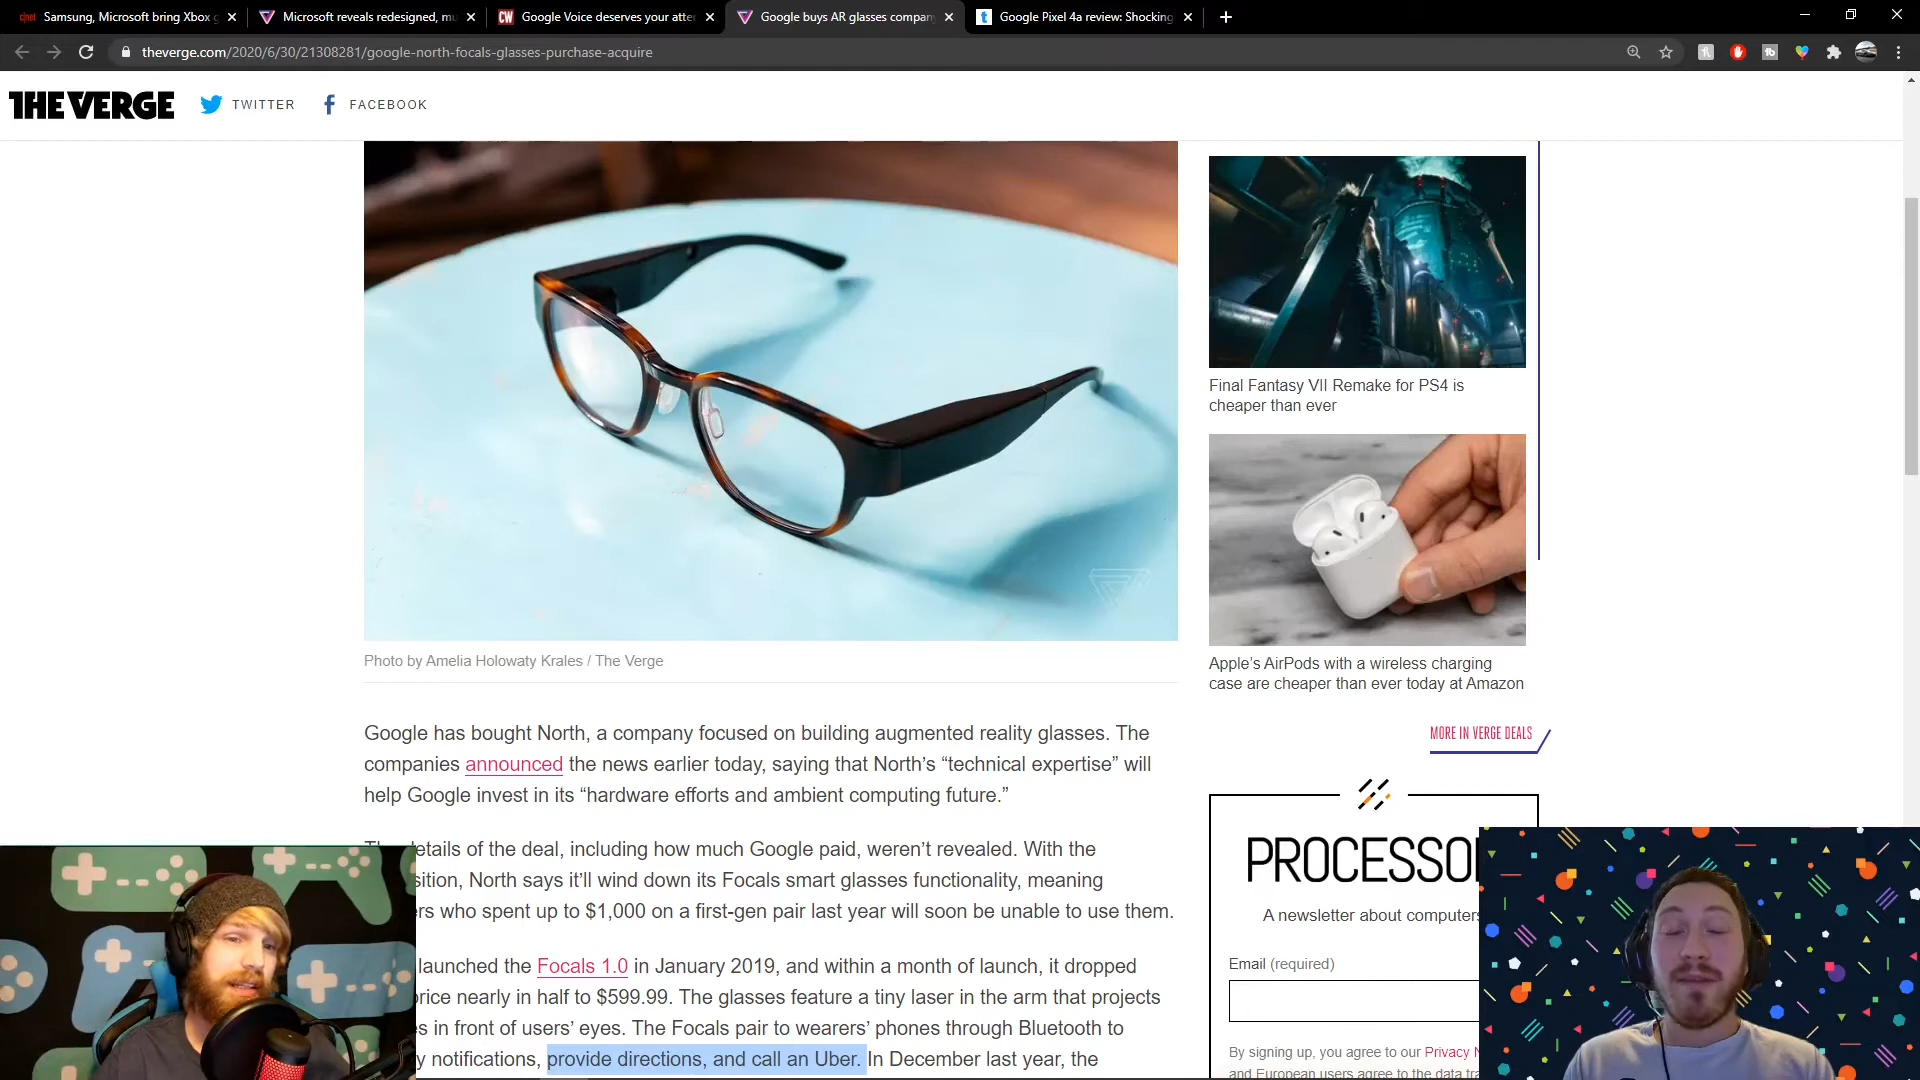 Samsung, Microsoft bring Xbox g
Microsoft reveals redesigned, mu
CW
Google Voice deserves your atte
Google buys AR glasses compan
Google Pixel 4a review: Shocking
theverge.com/2020/6/30/21308281/google-north-focals-glasses-purchase-acquire
THE VERGE
TWITTER
FACEBOOK
Final Fantasy VII Remake for PS4 is
cheaper than ever
Apple’s AirPods with a wireless charging
case are cheaper than ever today at Amazon
MORE IN VERGE DEALS
Photo by Amelia Holowaty Krales / The Verge
Google has bought North, a company focused on building augmented reality glasses. The
companies announced the news earlier today, saying that North’s “technical expertise” will
help Google invest in its “hardware efforts and ambient computing future.”
etails of the deal, including how much Google paid, weren’t revealed. With the
sition, North says it’ll wind down its Focals smart glasses functionality, meaning
rs who spent up to $1,000 on a first-gen pair last year will soon be unable to use them.
launched the Focals 1.0 in January 2019, and within a month of launch, it dropped
rice nearly in half to $599.99. The glasses feature a tiny laser in the arm that projects
s in front of users’ eyes. The Focals pair to wearers’ phones through Bluetooth to
y notifications, provide directions, and call an Uber. In December last year, the
PROCESSO
A newsletter about computers
Email (required)
By signing up, you agree to our Privacy N
and European users agree to the data tra